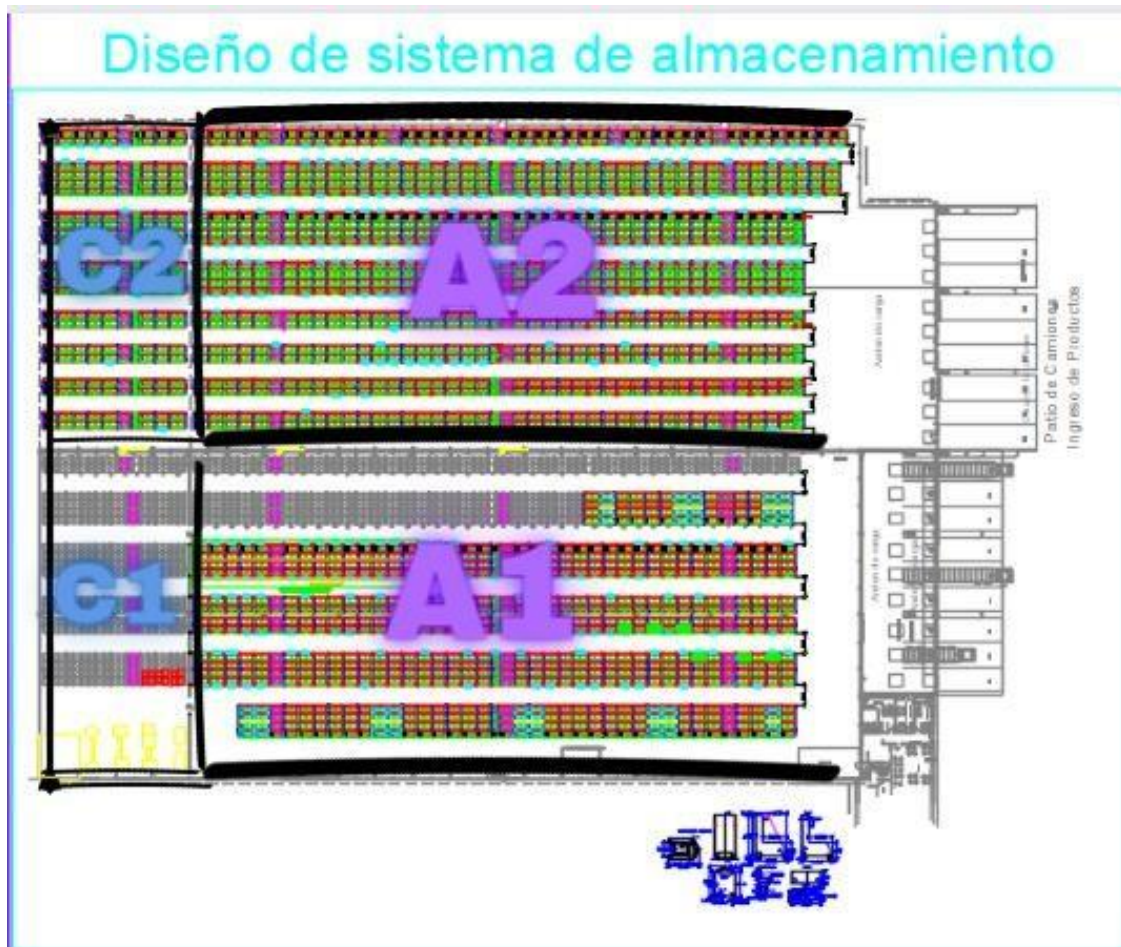 Diseño de sistema de almacenamiento
C2
A2
Patio de Camiones
Ingreso de Productos
C1
A1